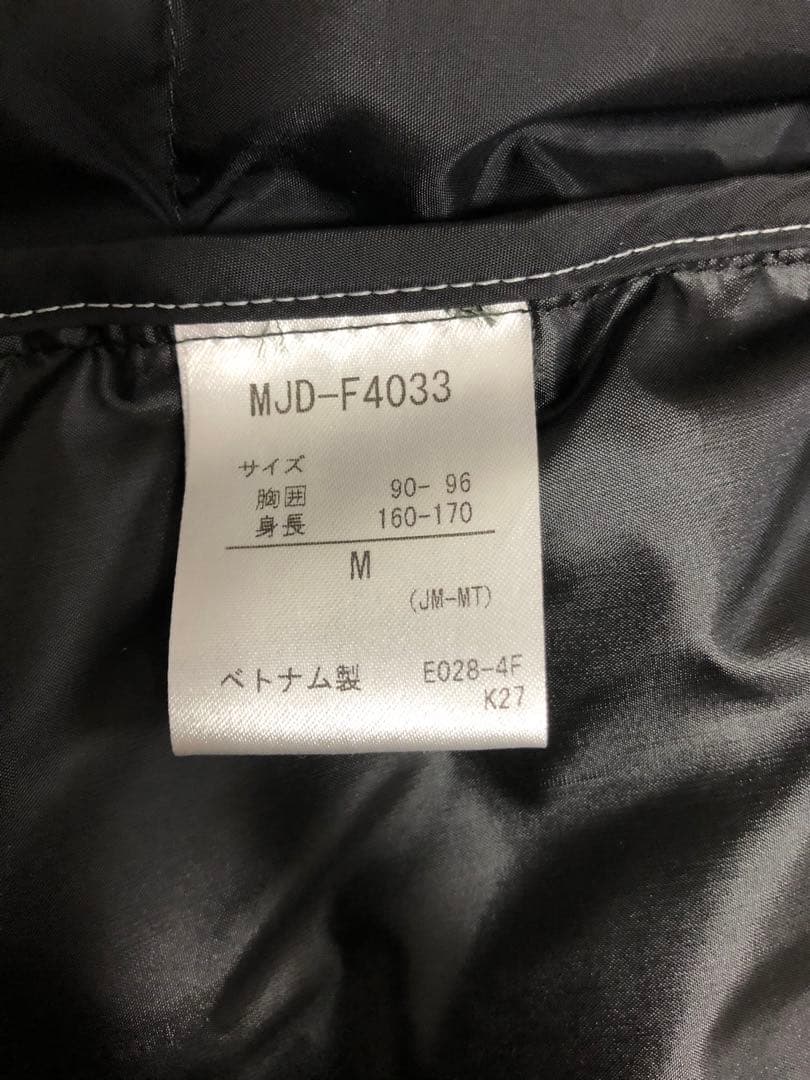 MJD-F4033
サイズ
胸囲 90- 96
身長 160-170
M
(JM-MT)
ベトナム製 E028-4F
K27